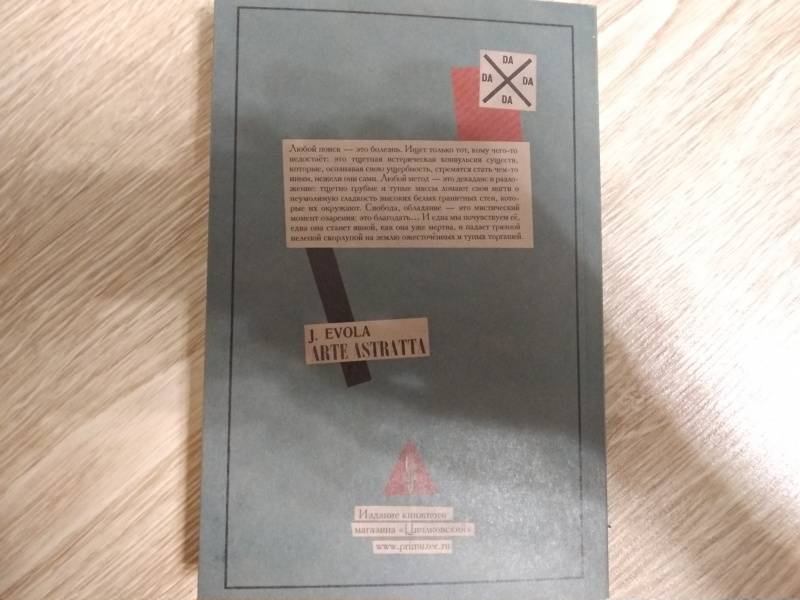 DA
DA DA
DA
Любой поиск — это болезнь. Ищет только тот, кому чего-то
недостаёт: это тщетная истерическая конвульсия существ,
которые, осознавая свою ущербность, стремятся стать чем-то
иным, нежели они сами. Любой метод — это декаданс и разло-
жение: тщетно грубые и тупые массы ломают свои ногти о
неумолимую гладкость высоких белых гранитных стен, кото-
рые их окружают. Свобода, обладание — это мистический
момент озарения: это благодать... И едва мы почувствуем её,
едва она станет явной, как она уже мертва, и падает грязной
нелепой скорлупой на землю ожесточённых и тупых торгашей.
J. EVOLA
ARTE ASTRATTA
Издание книжного
магазина «Циолковский»
www.primuzee.ru